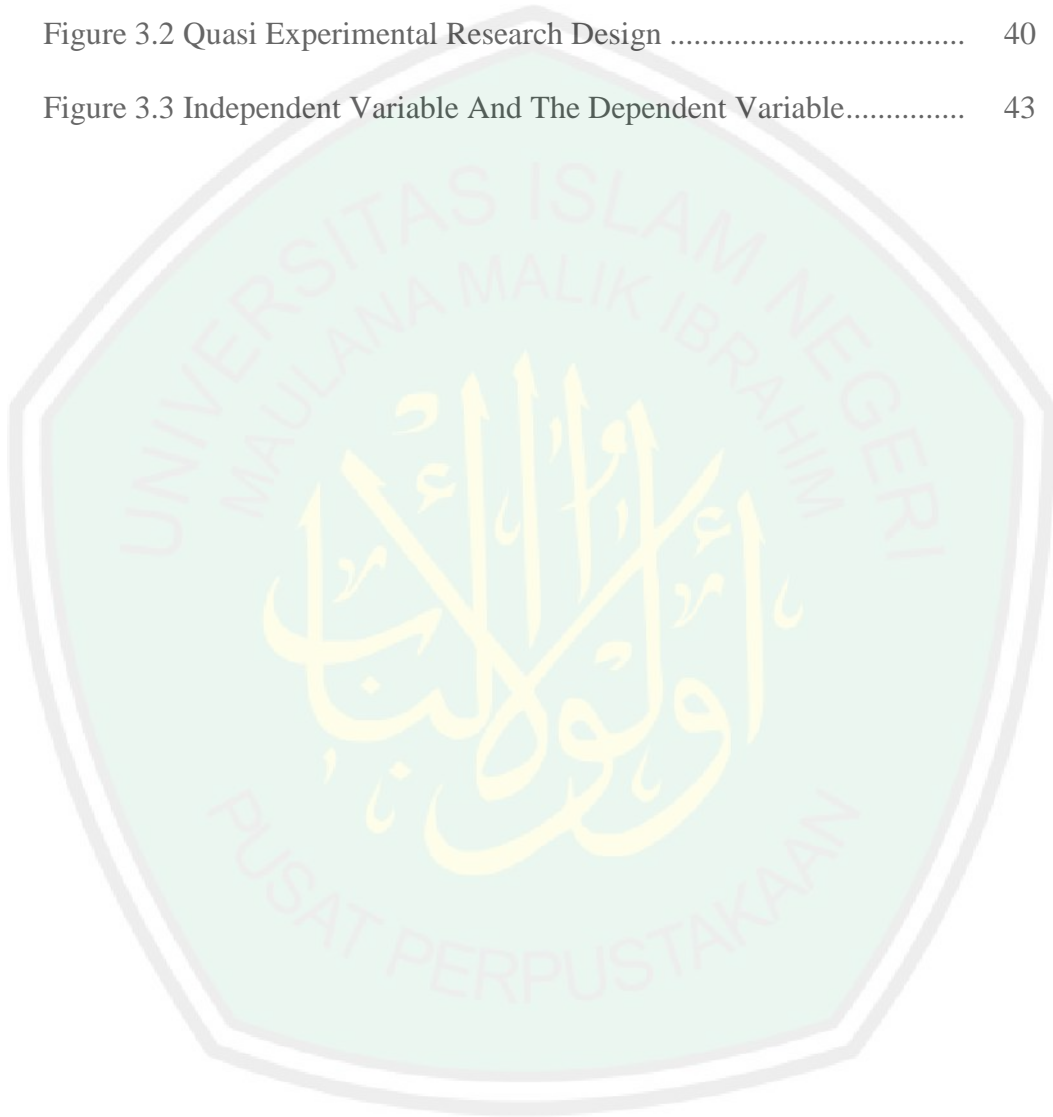 Figure 3.2 Quasi Experimental Research Design .................................. 40
Figure 3.3 Independent Variable And The Dependent Variable.............. 43
UNIVERSITAS ISLAM NEGERI
MAULANA MALIK IBRAHIM
أولوا الألباب
PUSAT PERPUSTAKAAN